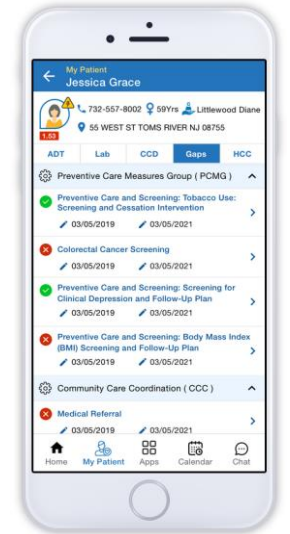 My Patient
Jessica Grace
732-557-8002 59Yrs Littlewood Diane
55 WEST ST TOMS RIVER NJ 08755
1.53
ADT Lab CCD Gaps HCC
Preventive Care Measures Group ( PCMG )
Preventive Care and Screening: Tobacco Use:
Screening and Cessation Intervention
03/05/2019 03/05/2021
Colorectal Cancer Screening
03/05/2019 03/05/2021
Preventive Care and Screening: Screening for
Clinical Depression and Follow-Up Plan
03/05/2019 03/05/2021
Preventive Care and Screening: Body Mass Index
(BMI) Screening and Follow-Up Plan
03/05/2019 03/05/2021
Community Care Coordination ( CCC )
Medical Referral
03/05/2019 03/05/2021
Home My Patient Apps Calendar Chat